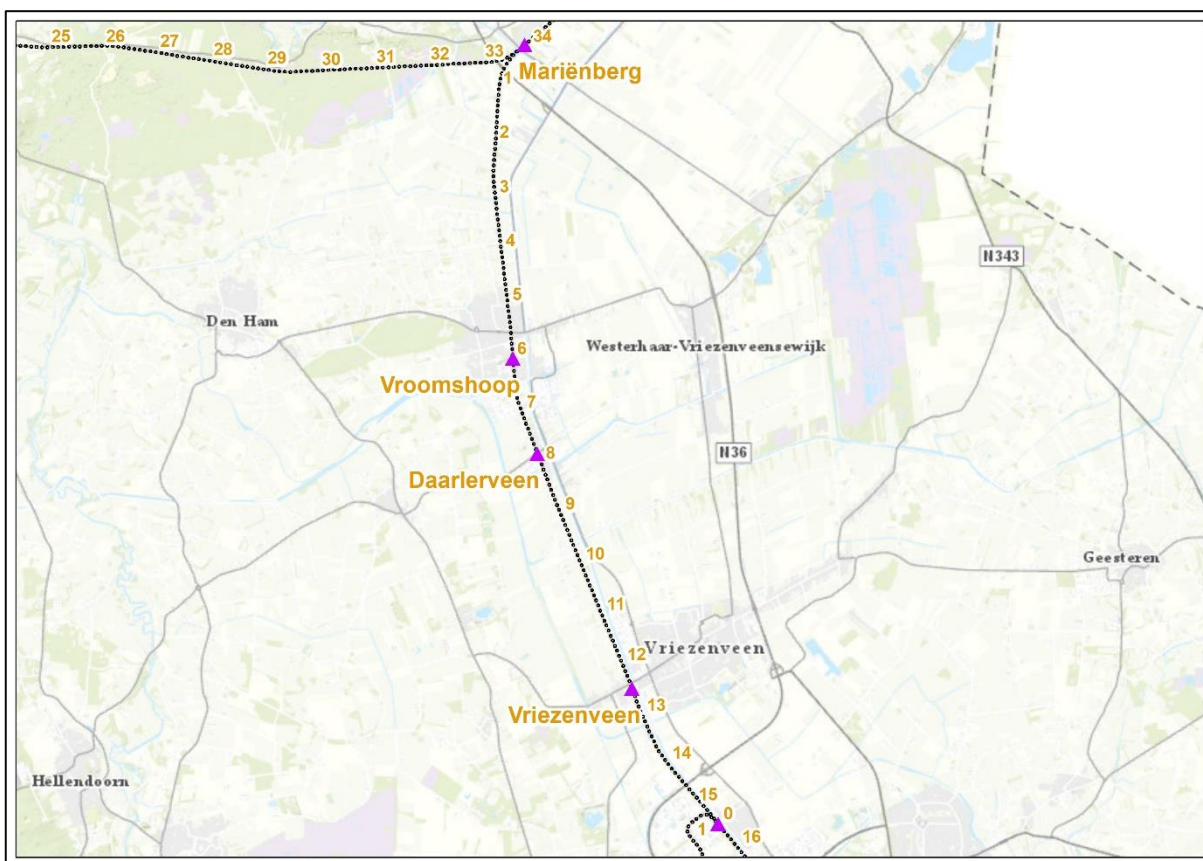 34
25
26
27
28
29
30
31
32
33
Mariënberg
1
2
3
4
N343
5
Den Ham
6
Westerhaar-Vriezenveensewijk
Vroomshoop
7
8
N36
Daarlerveen
9
10
Geesteren
11
12
Vriezenveen
13
Vriezenveen
14
Hellendoorn
15
0
1
16